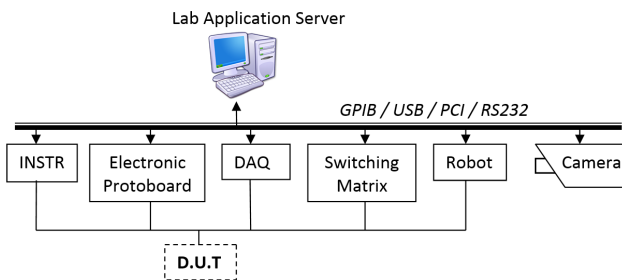 Lab Application Server
GPIB / USB / PCI / RS232
INSTR
Electronic
Protoboard
DAQ
Switching
Matrix
Robot
Camera
D.U.T